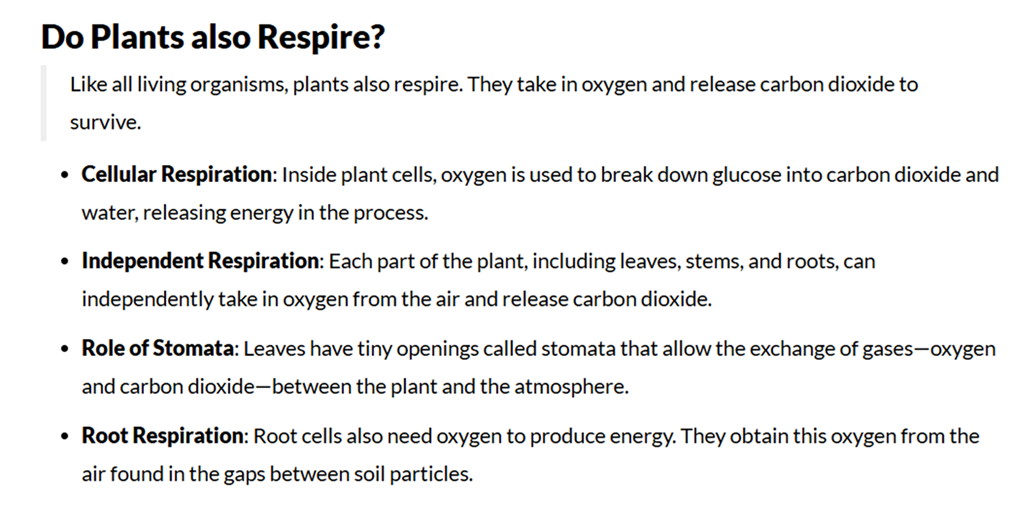 Do Plants also Respire?
Like all living organisms, plants also respire. They take in oxygen and release carbon dioxide to
survive.
• Cellular Respiration: Inside plant cells, oxygen is used to break down glucose into carbon dioxide and
water, releasing energy in the process.
• Independent Respiration: Each part of the plant, including leaves, stems, and roots, can
independently take in oxygen from the air and release carbon dioxide.
• Role of Stomata: Leaves have tiny openings called stomata that allow the exchange of gases—oxygen
and carbon dioxide—between the plant and the atmosphere.
• Root Respiration: Root cells also need oxygen to produce energy. They obtain this oxygen from the
air found in the gaps between soil particles.